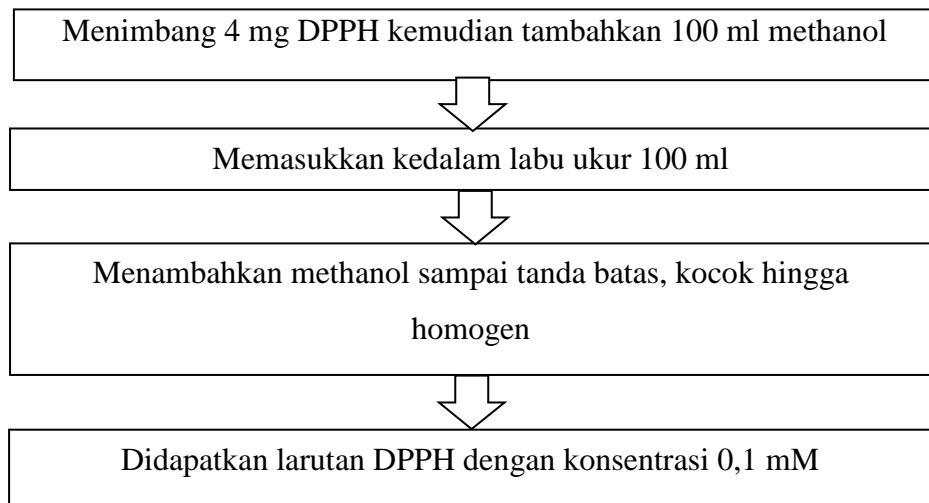 Menimbang 4 mg DPPH kemudian tambahkan 100 ml methanol
Memasukkan kedalam labu ukur 100 ml
Menambahkan methanol sampai tanda batas, kocok hingga
homogen
Didapatkan larutan DPPH dengan konsentrasi 0,1 mM